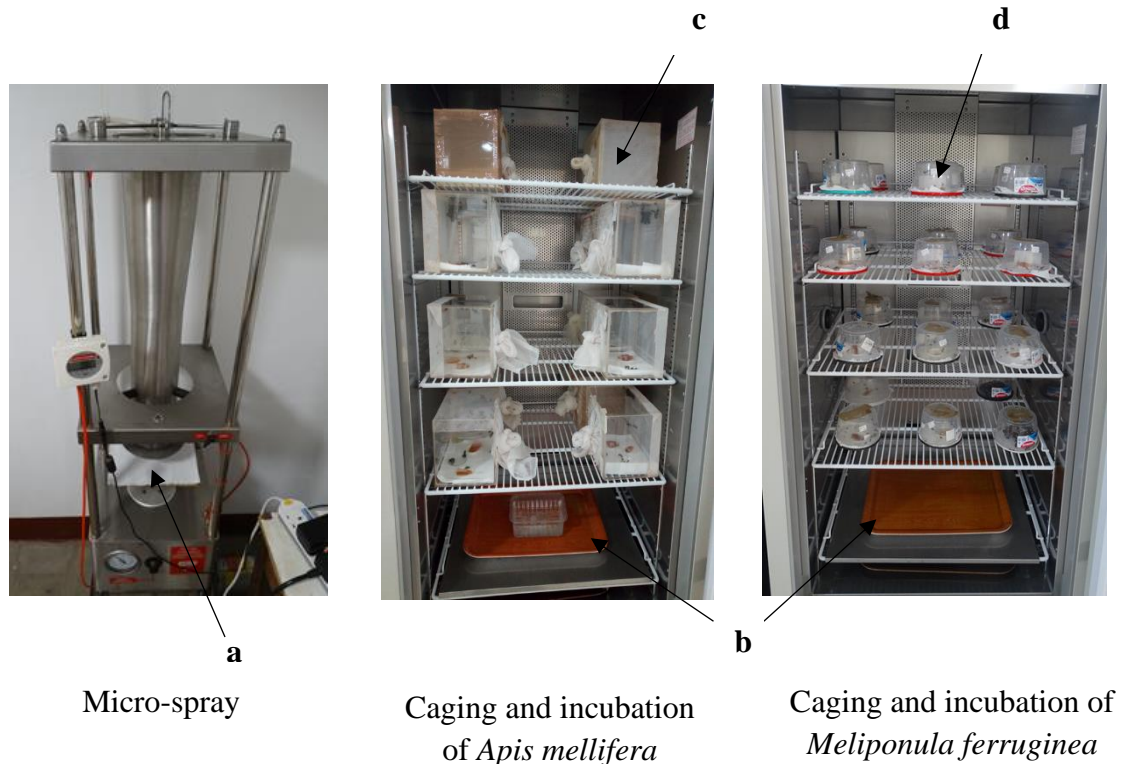 c
d
a
b
Micro-spray
Caging and incubation
of Apis mellifera
Caging and incubation of
Meliponula ferruginea